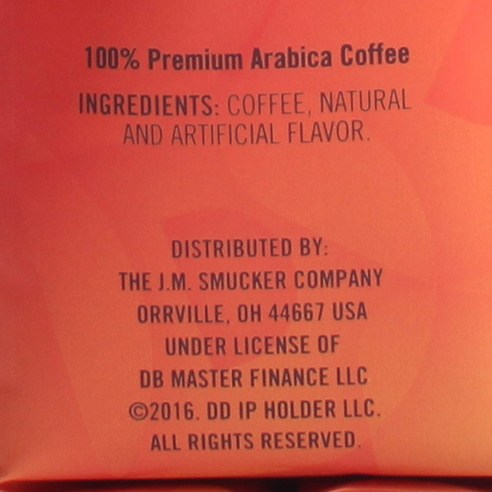 100% Premium Arabica Coffee
INGREDIENTS: COFFEE, NATURAL
AND ARTIFICIAL FLAVOR.
DISTRIBUTED BY:
THE J.M. SMUCKER COMPANY
ORRVILLE, OH 44667 USA
UNDER LICENSE OF
DB MASTER FINANCE LLC
©2016. DD IP HOLDER LLC.
ALL RIGHTS RESERVED.